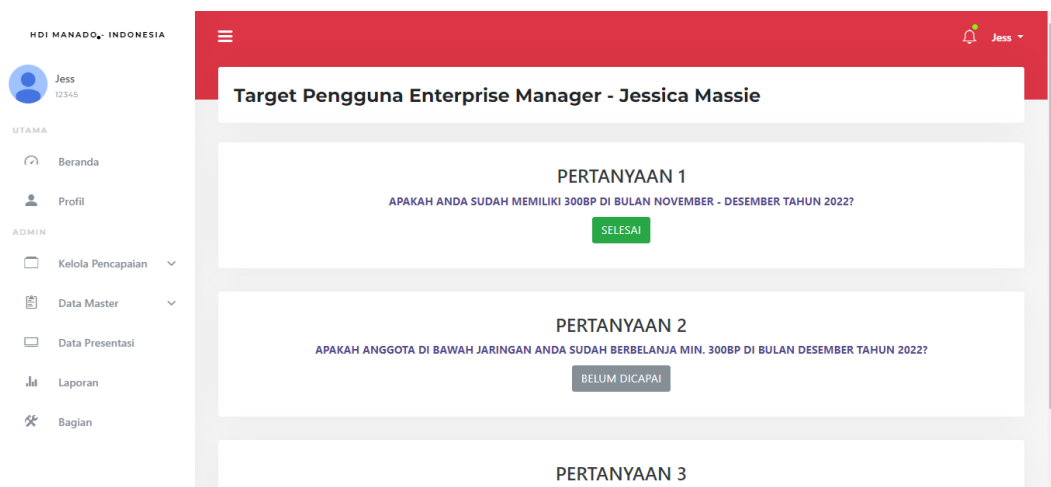 HDI MANADO - INDONESIA
Jess
12345
UTAMA
Beranda
Profil
ADMIN
Kelola Pencapaian
Data Master
Data Presentasi
Laporan
Bagian
Jess
Target Pengguna Enterprise Manager - Jessica Massie
PERTANYAAN 1
APAKAH ANDA SUDAH MEMILIKI 300BP DI BULAN NOVEMBER - DESEMBER TAHUN 2022?
SELESAI
PERTANYAAN 2
APAKAH ANGGOTA DI BAWAH JARINGAN ANDA SUDAH BERBELANJA MIN. 300BP DI BULAN DESEMBER TAHUN 2022?
BELUM DICAPAI
PERTANYAAN 3